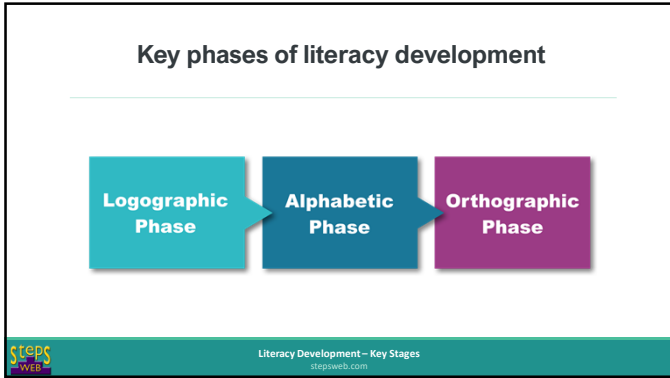 Key phases of literacy development
Logographic
Phase
Alphabetic
Phase
Orthographic
Phase
steps
WEB
Literacy Development – Key Stages
stepsweb.com